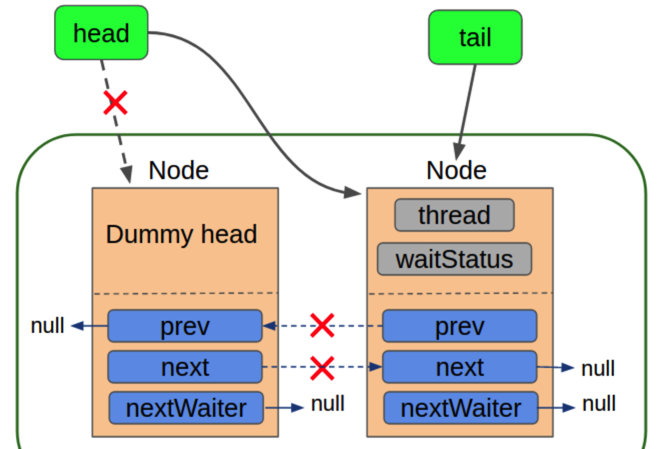 head
tail
Node
Node
Dummy head
thread
waitStatus
null
prev
prev
next
next
null
nextWaiter
null
nextWaiter
null